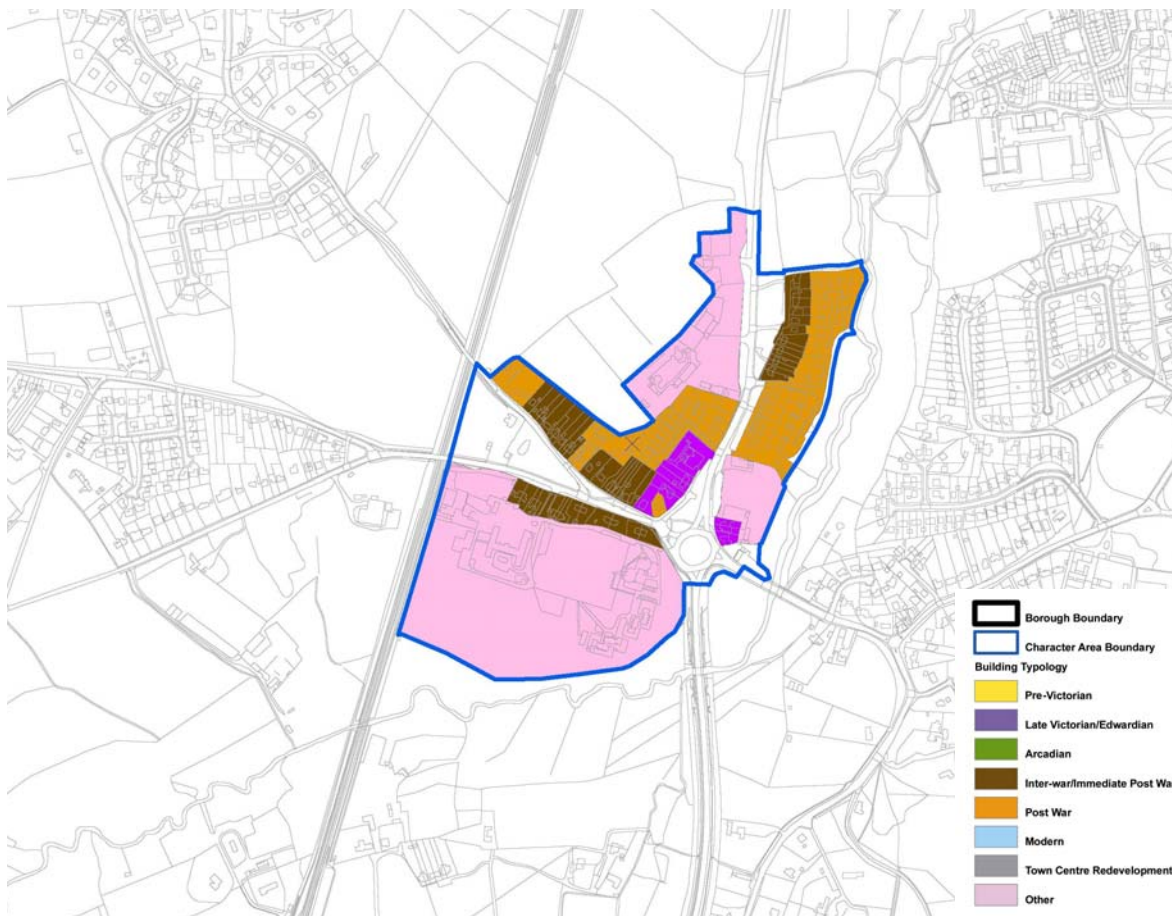 Borough Boundary
Character Area Boundary
Building Typology
Pre-Victorian
Late Victorian/Edwardian
Arcadian
Inter-war/Immediate Post Wa
Post War
Modern
Town Centre Redevelopment
Other